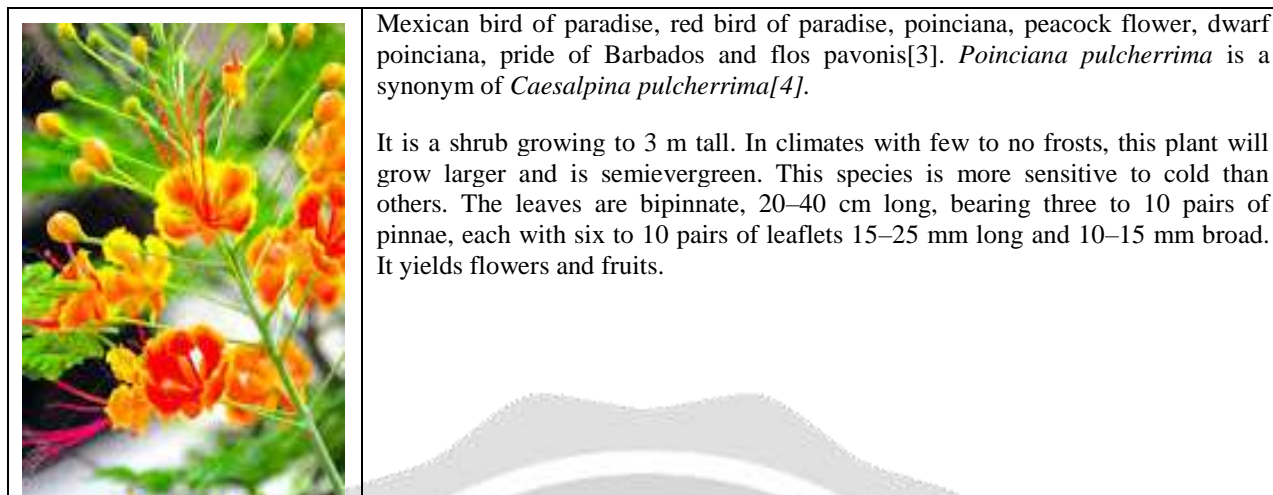 Mexican bird of paradise, red bird of paradise, poinciana, peacock flower, dwarf
poinciana, pride of Barbados and flos pavonis[3]. Poinciana pulcherrima is a
synonym of Caesalpina pulcherrima[4].
It is a shrub growing to 3 m tall. In climates with few to no frosts, this plant will
grow larger and is semievergreen. This species is more sensitive to cold than
others. The leaves are bipinnate, 20–40 cm long, bearing three to 10 pairs of
pinnae, each with six to 10 pairs of leaflets 15–25 mm long and 10–15 mm broad.
It yields flowers and fruits.